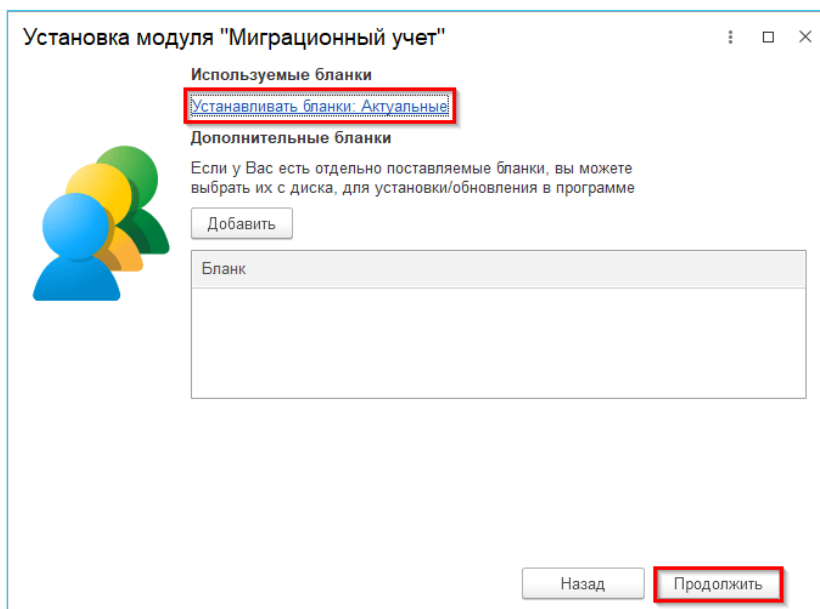 Установка модуля "Миграционный учет"
Используемые бланки
Устанавливать бланки: Актуальные
Дополнительные бланки
Если у Вас есть отдельно поставляемые бланки, вы можете
выбрать их с диска, для установки/обновления в программе
Добавить
Бланк
Назад
Продолжить